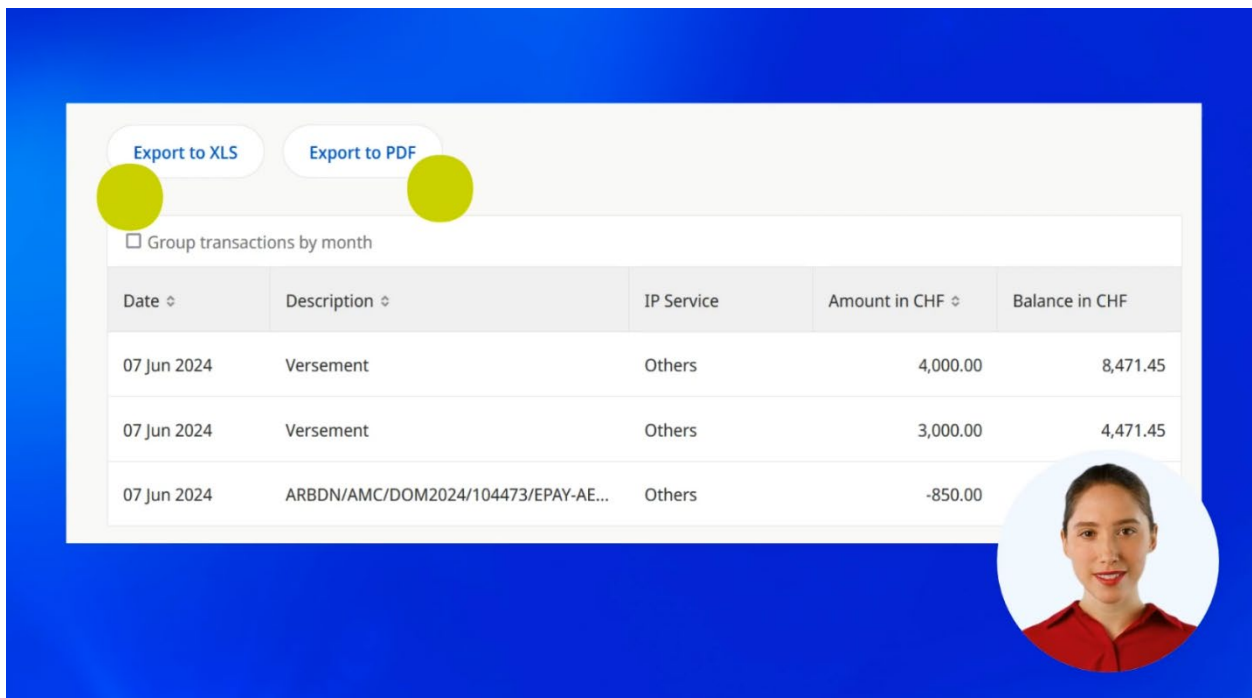 Export to XLS Export to PDF
Group transactions by month
Date Description IP Service Amount in CHF Balance in CHF
07 Jun 2024 Versement Others 4,000.00 8,471.45
07 Jun 2024 Versement Others 3,000.00 4,471.45
07 Jun 2024 ARBDN/AMC/DOM2024/104473/EPAY-AE... Others -850.00